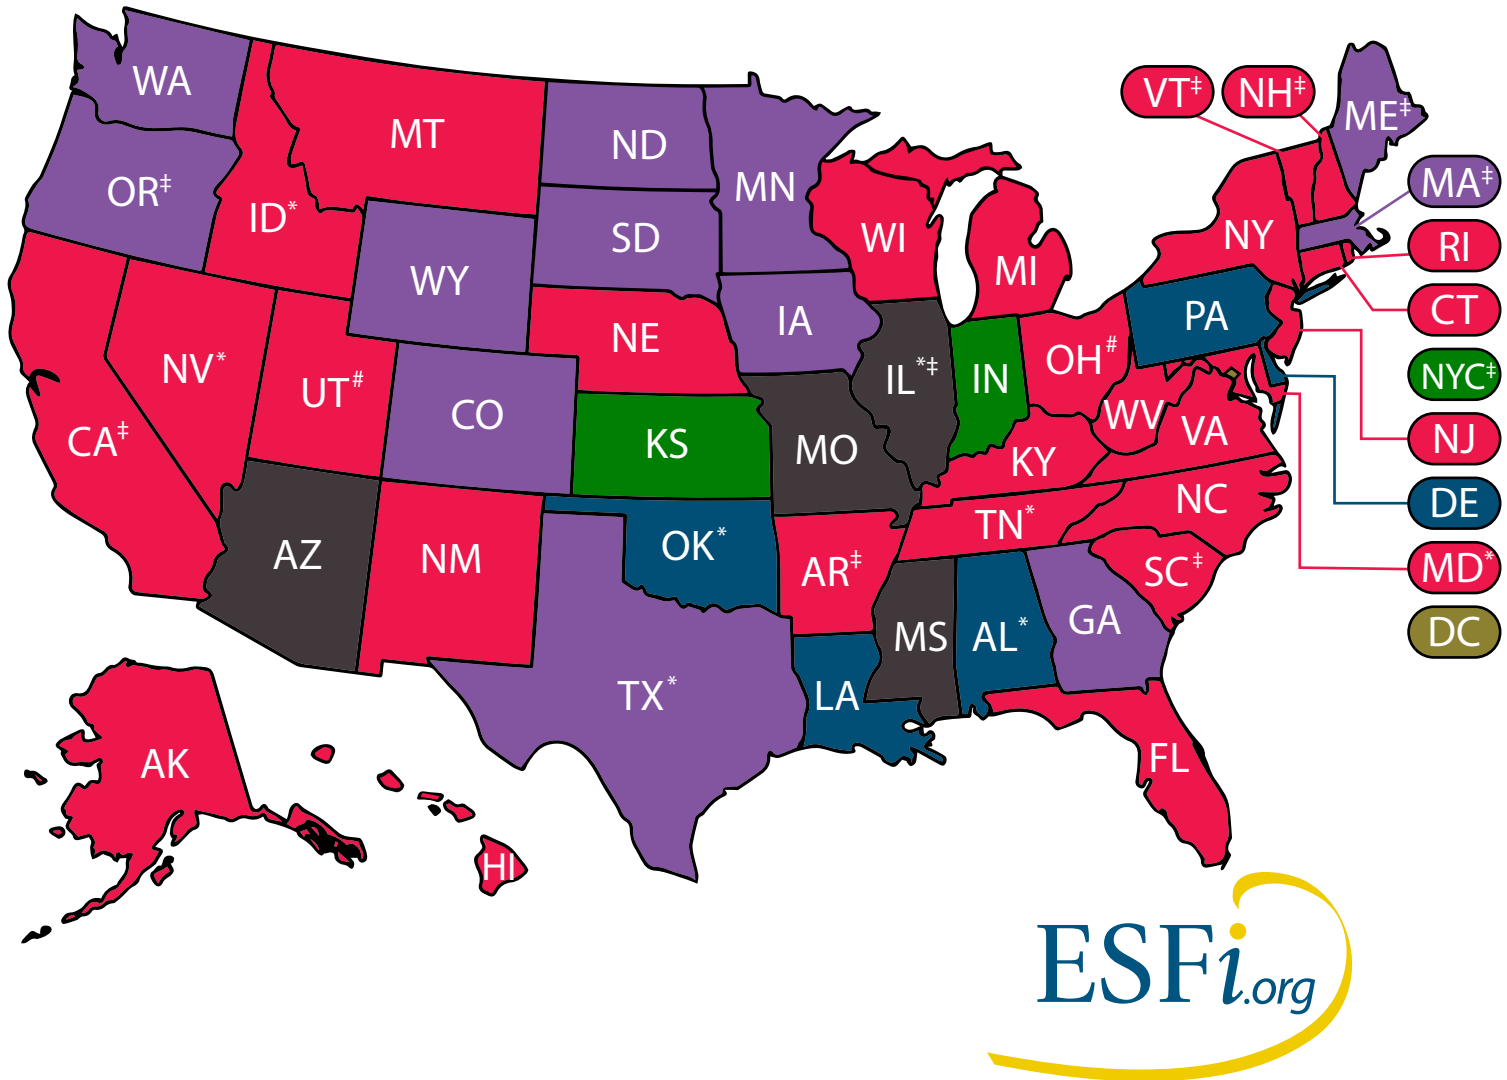 WA
MT
ND
MN
OR‡
ID*
SD
WY
WI
MI
NY
VT‡
NH‡
ME‡
MA‡
RI
CT
NYC‡
NJ
DE
MD*
DC
NV*
UT#
CA‡
CO
NE
IA
KS
MO
IL*‡
IN
OH#
PA
WV
VA
KY
NC
TN*
SC‡
AZ
NM
OK*
AR‡
TX*
LA
MS
AL*
GA
FL
AK
HI
ESFi.org